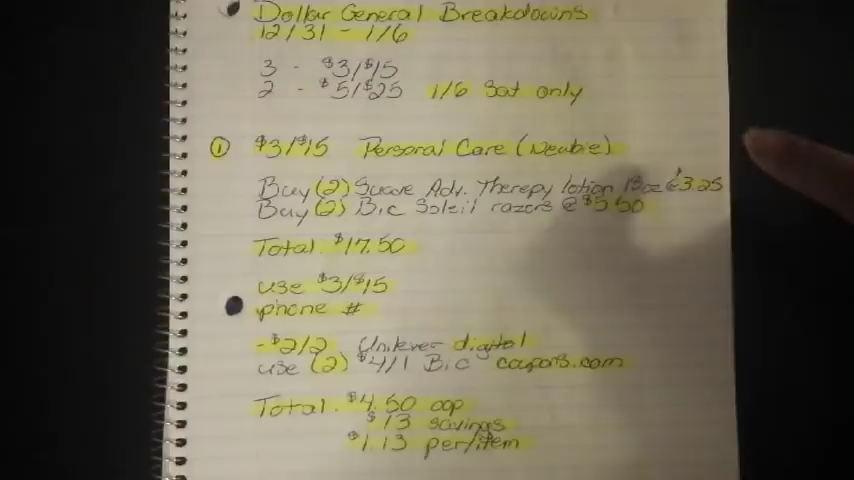 Dollar General Breakdowns
12/31 - 1/6
3 - $3/$15
2 - $5/$25 1/6 Sat only
① $3/$15 Personal Care (Newbie)
Buy (2) Suave Adv. Therepy lotion 18oz @ $3.25
Buy (2) Bic Soleil razors @ $5.50
Total $17.50
use $3/$15
phone #
-$2/2 Unilever digital
use (2) $4/1 Bic coupons.com
Total $4.50 oop
$13 savings
$1.13 per/item